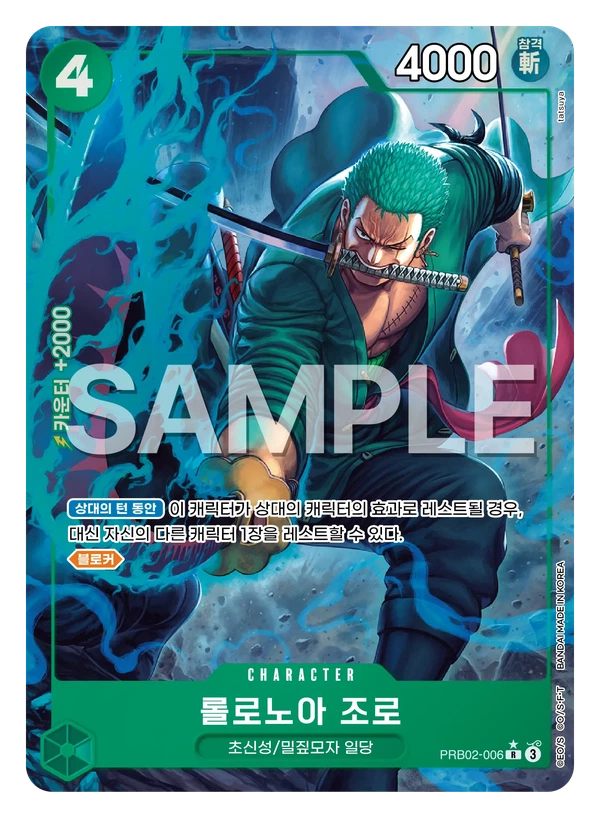 4
4000
참격
斬
tatsuya
카운터 +2000
SAMPLE
상대의 턴 동안 이 캐릭터가 상대의 캐릭터의 효과로 레스트될 경우,
대신 자신의 다른 캐릭터 1장을 레스트할 수 있다.
블로커
CHARACTER
롤로노아 조로
초신성/밀짚모자 일당
PRB02-006 R 3
©EO/S ©O/S·F·T BANDAI MADE IN KOREA